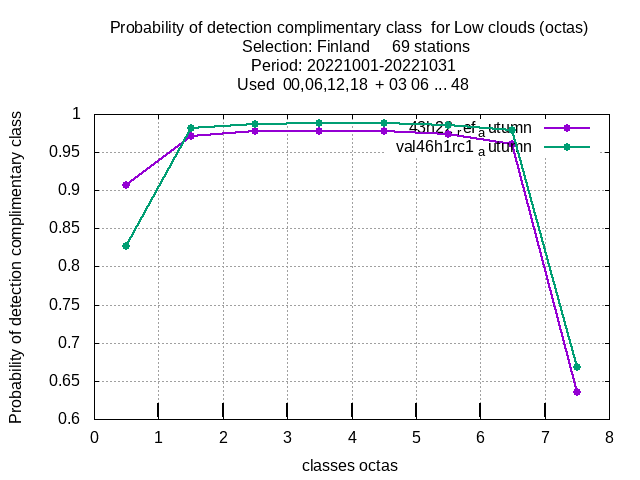 Probability of detection complimentary class  for Low clouds (octas)
Selection: Finland     69 stations
Period: 20221001-20221031
Used  00,06,12,18  + 03 06 ... 48
Probability of detection complimentary class
1
0.95
0.9
0.85
0.8
0.75
0.7
0.65
0.6
utumn
val46h1rc1 a utumn
0 1 2 3 4 5 6 7 8
classes octas